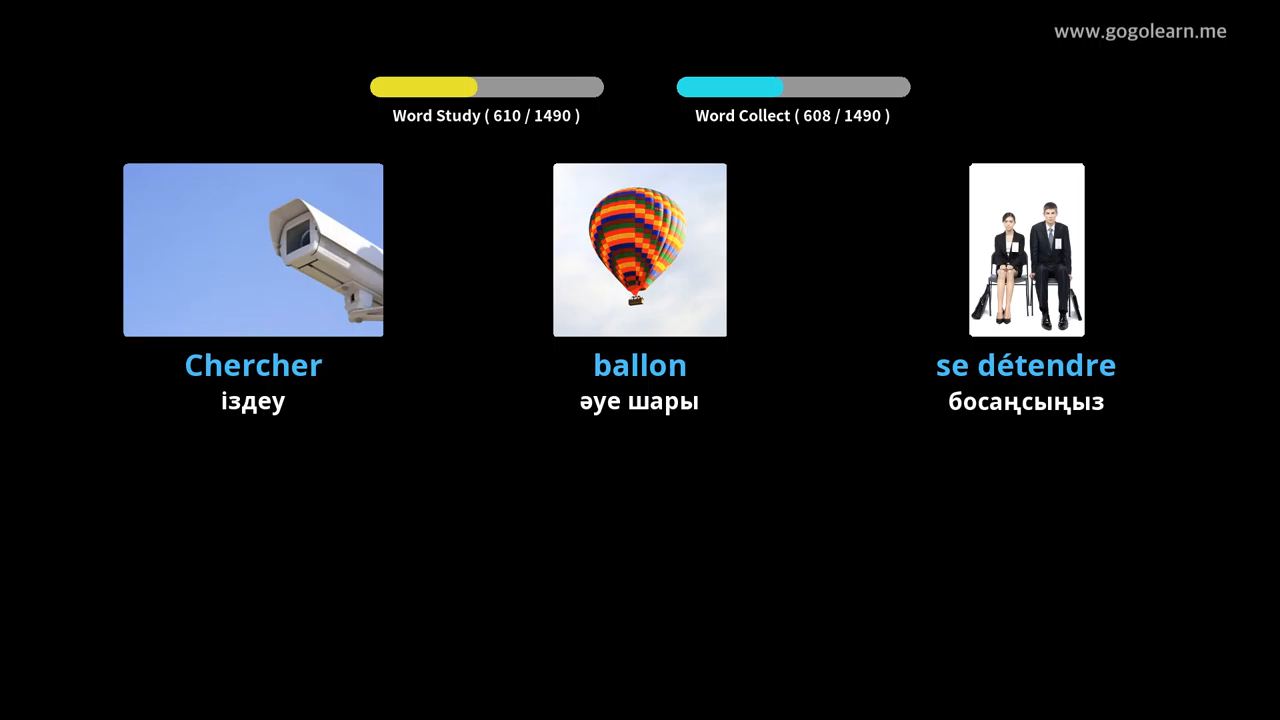 www.gogolearn.me
Word Study ( 610 / 1490 )
Word Collect ( 608 / 1490 )
Chercher
іздеу
ballon
әуе шары
se détendre
босаңсыңыз